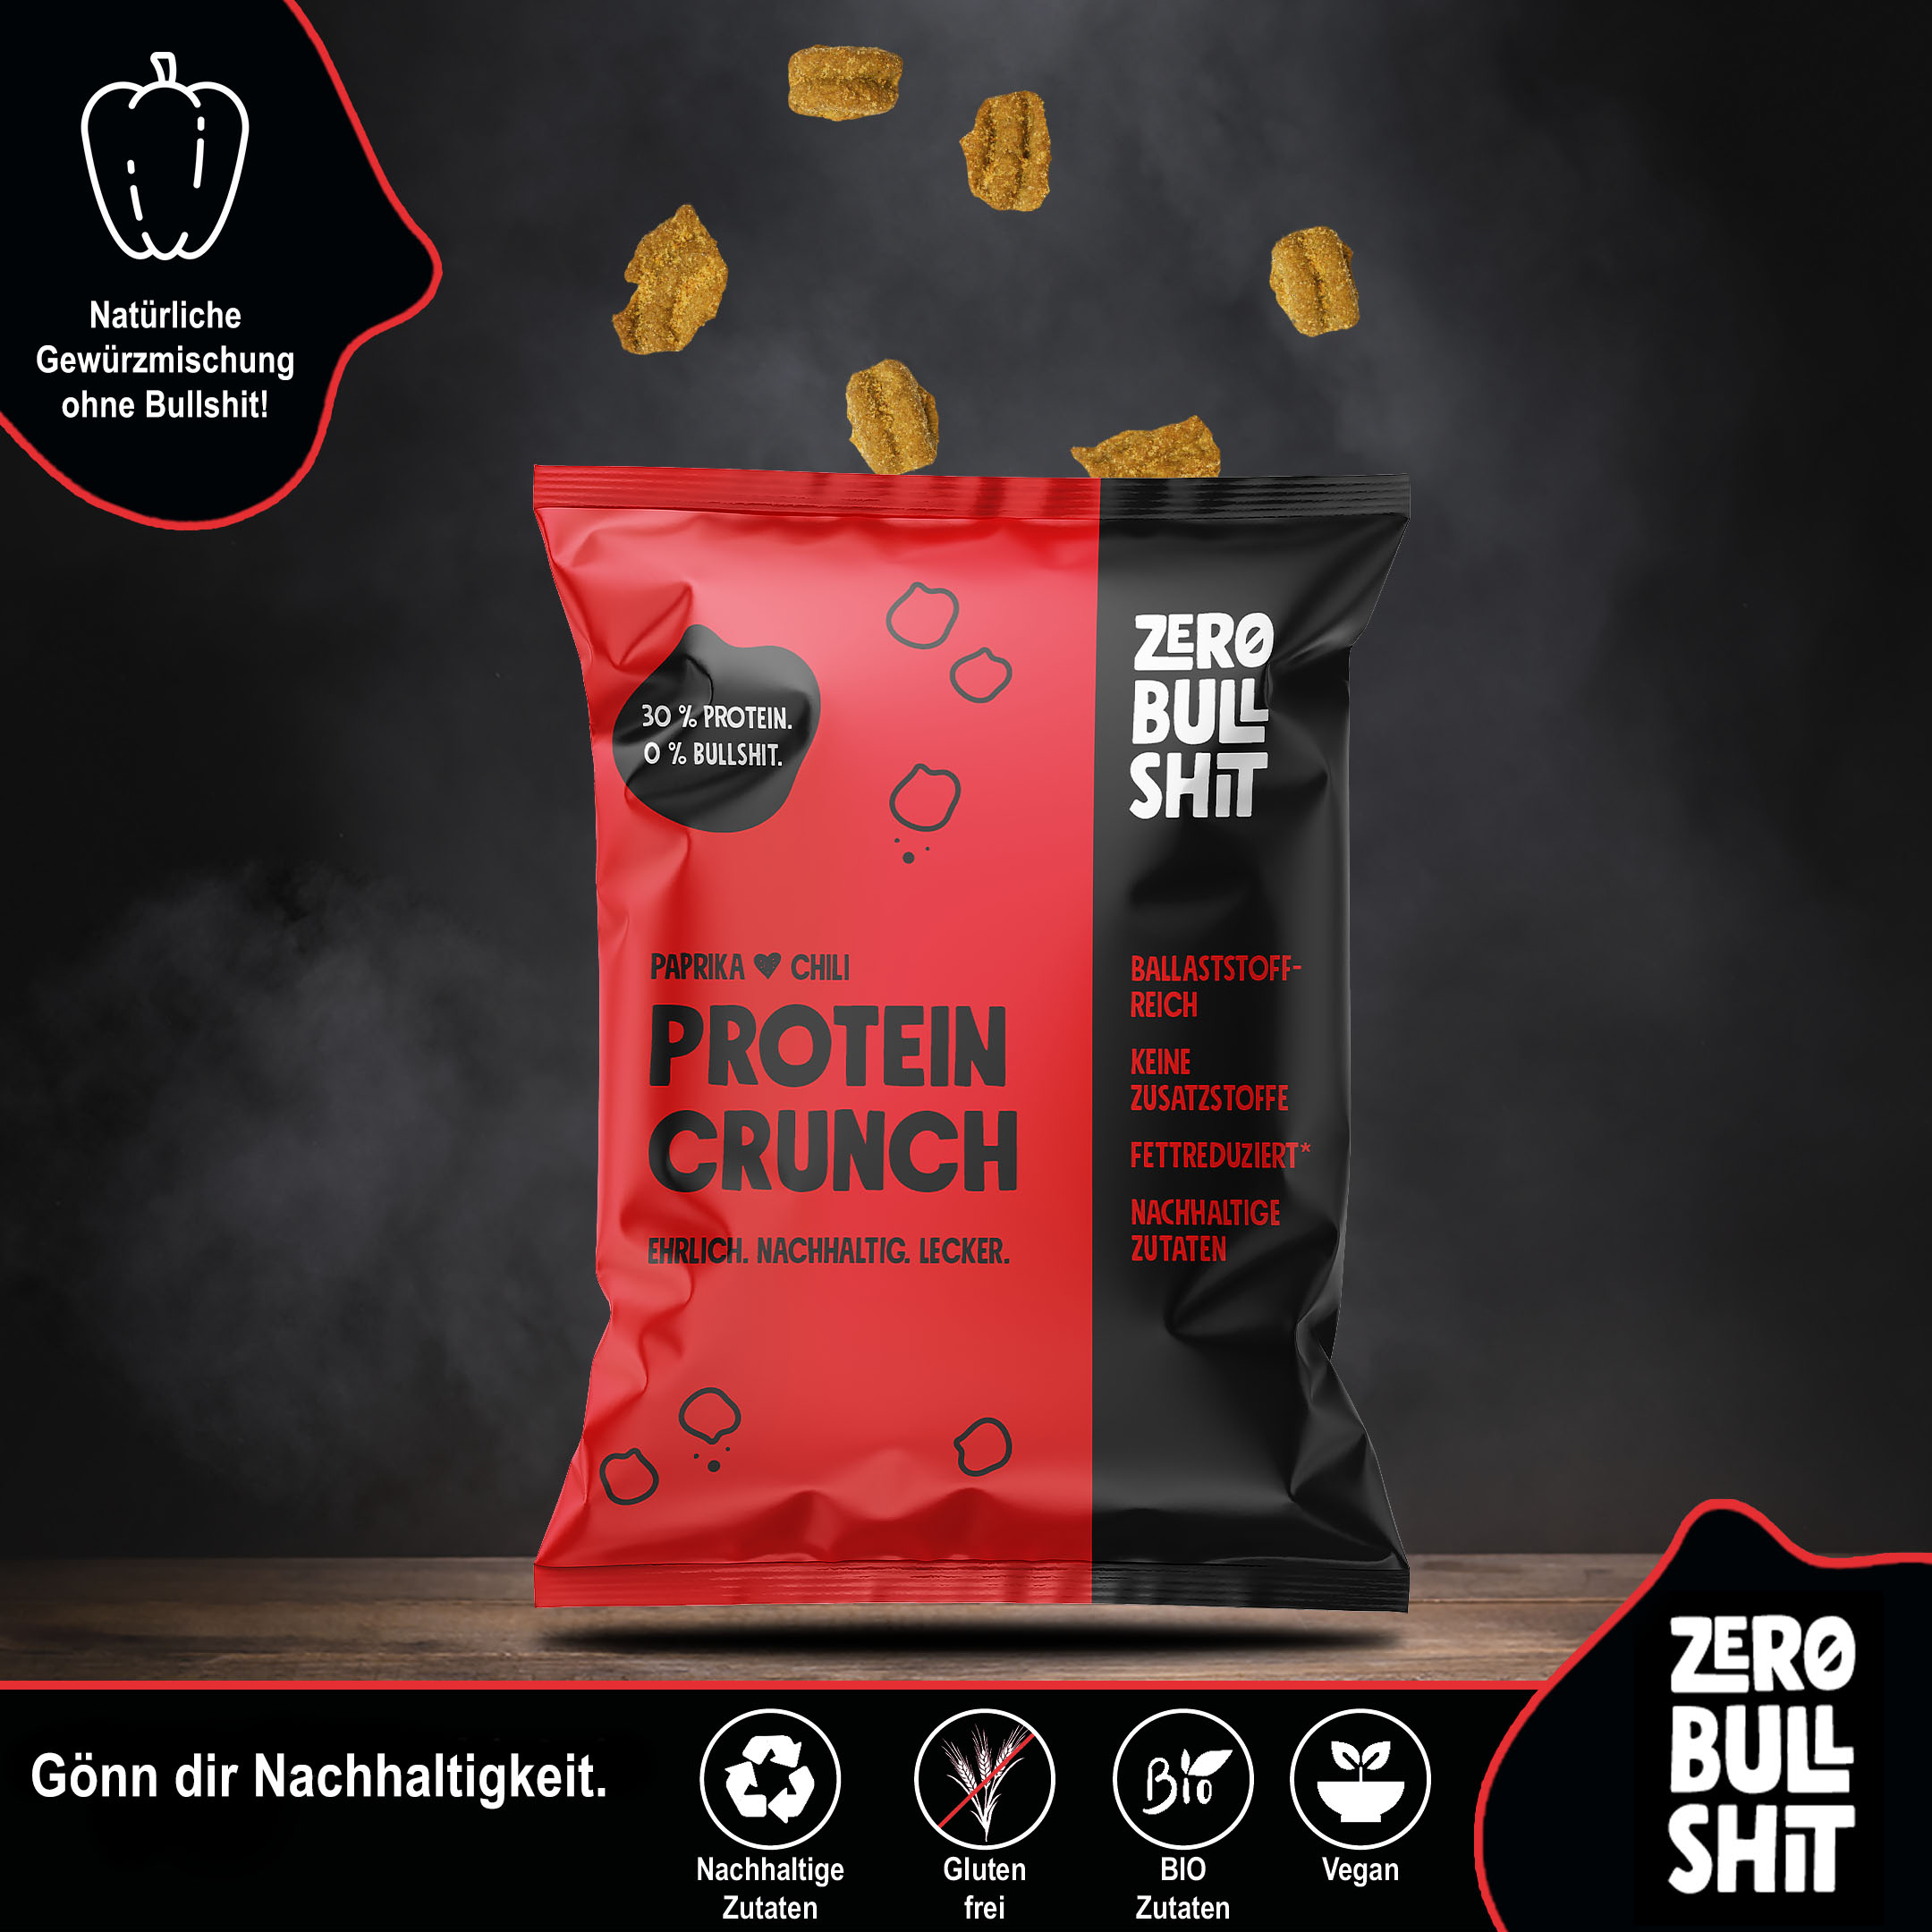 Natürliche
Gewürzmischung
ohne Bullshit!
30 % PROTEIN.
0 % BULLSHIT.
ZERO
BULL
SHIT
PAPRIKA ♥ CHILI
PROTEIN
CRUNCH
EHRLICH. NACHHALTIG. LECKER.
BALLASTSTOFF-
REICH
KEINE
ZUSATZSTOFFE
FETTREDUZIERT*
NACHHALTIGE
ZUTATEN
Gönn dir Nachhaltigkeit.
Nachhaltige
Zutaten
Gluten
frei
Bio
BIO
Zutaten
Vegan
ZERO
BULL
SHIT